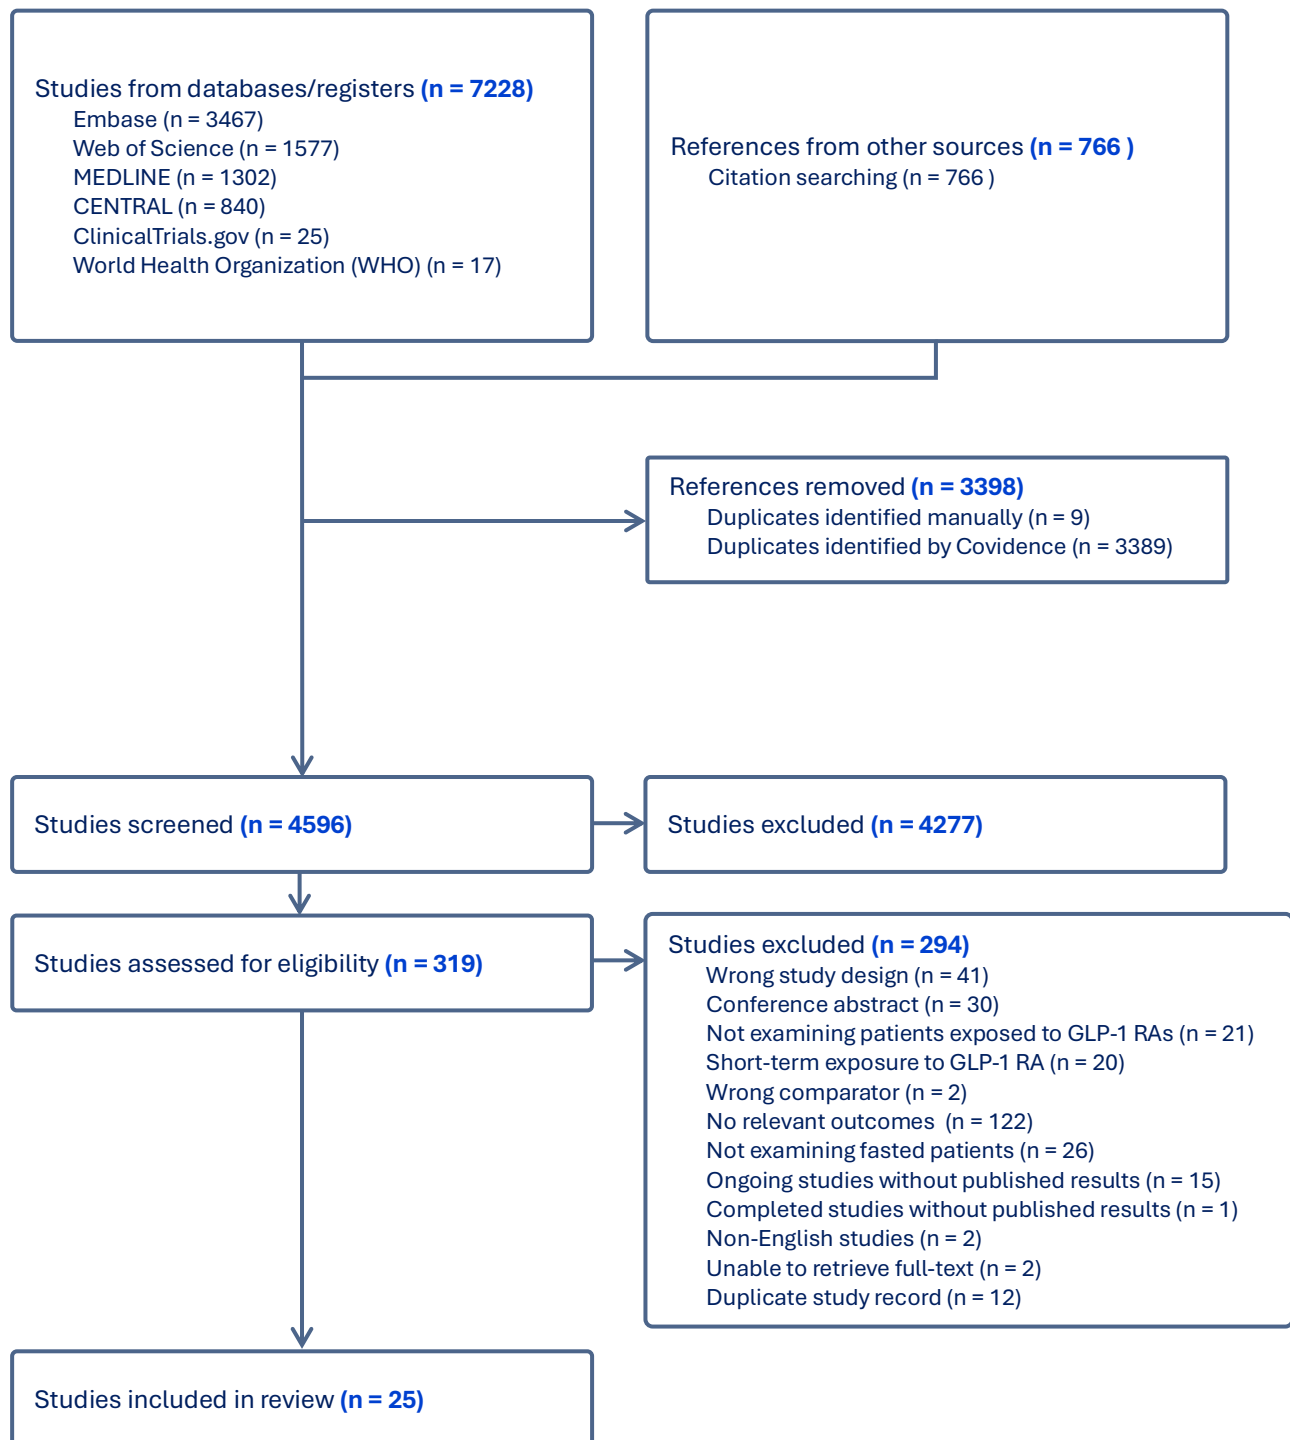 Studies from databases/registers (n = 7228)
Embase (n = 3467)
Web of Science (n = 1577)
MEDLINE (n = 1302)
CENTRAL (n = 840)
ClinicalTrials.gov (n = 25)
World Health Organization (WHO) (n = 17)
References from other sources (n = 766 )
Citation searching (n = 766 )
References removed (n = 3398)
Duplicates identified manually (n = 9)
Duplicates identified by Covidence (n = 3389)
Studies screened (n = 4596)
Studies excluded (n = 4277)
Studies assessed for eligibility (n = 319)
Studies excluded (n = 294)
Wrong study design (n = 41)
Conference abstract (n = 30)
Not examining patients exposed to GLP-1 RAs (n = 21)
Short-term exposure to GLP-1 RA (n = 20)
Wrong comparator (n = 2)
No relevant outcomes  (n = 122)
Not examining fasted patients (n = 26)
Ongoing studies without published results (n = 15)
Completed studies without published results (n = 1)
Non-English studies (n = 2)
Unable to retrieve full-text (n = 2)
Duplicate study record (n = 12)
Studies included in review (n = 25)